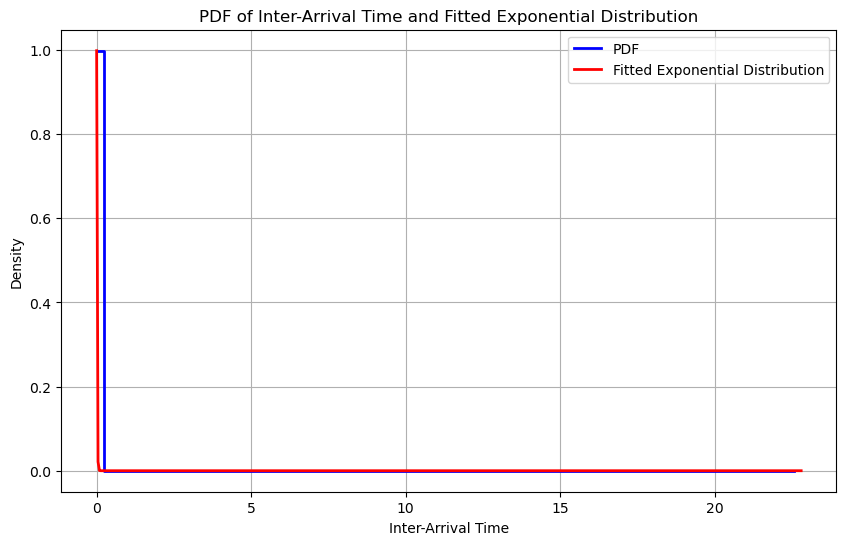 PDF of Inter-Arrival Time and Fitted Exponential Distribution
PDF
Fitted Exponential Distribution
1.0
0.8
0.6
0.4
0.2
0.0
Density
0 5 10 15 20
Inter-Arrival Time